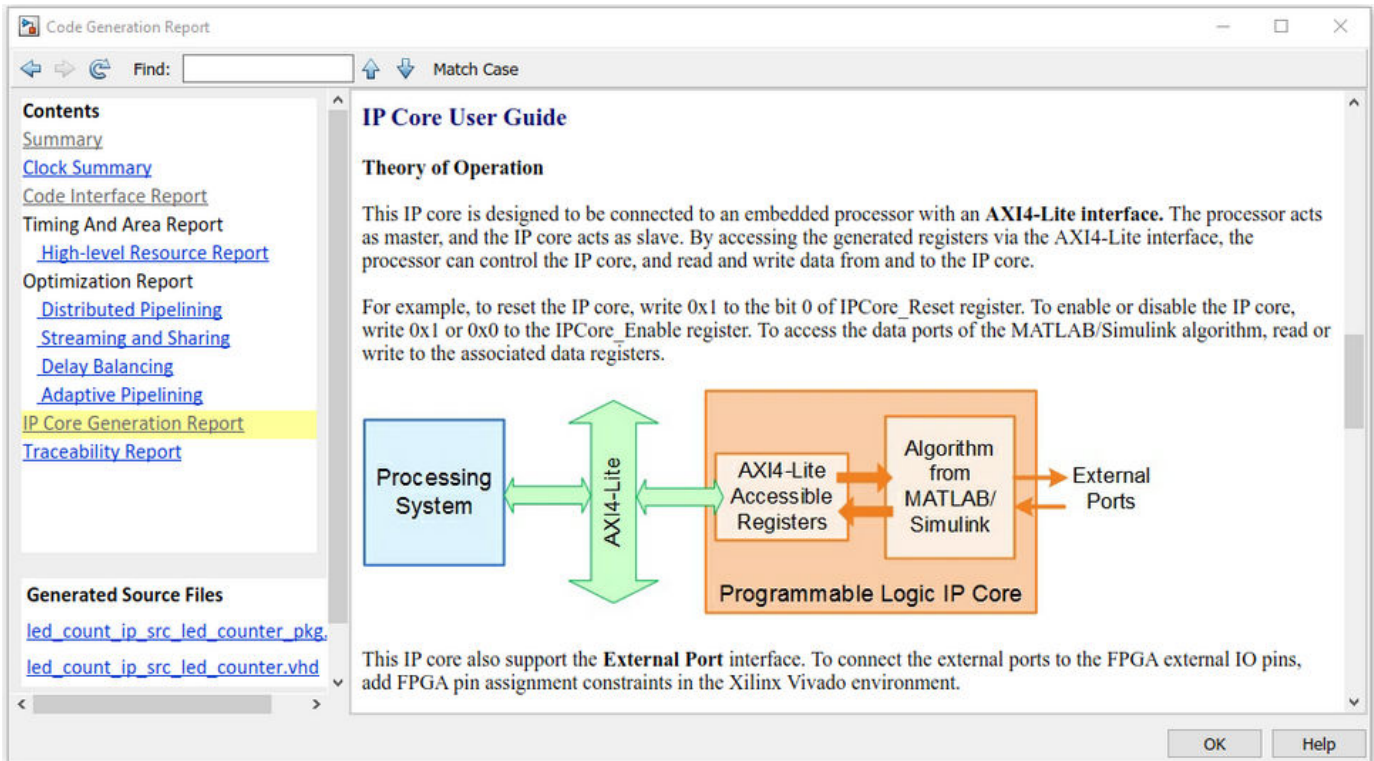 Code Generation Report
Find:
Match Case
Contents
Summary
Clock Summary
Code Interface Report
Timing And Area Report
High-level Resource Report
Optimization Report
Distributed Pipelining
Streaming and Sharing
Delay Balancing
Adaptive Pipelining
IP Core Generation Report
Traceability Report
Generated Source Files
led_count_ip_src_led_counter_pkg.
led_count_ip_src_led_counter.vhd
IP Core User Guide
Theory of Operation
This IP core is designed to be connected to an embedded processor with an AXI4-Lite interface. The processor acts
as master, and the IP core acts as slave. By accessing the generated registers via the AXI4-Lite interface, the
processor can control the IP core, and read and write data from and to the IP core.
For example, to reset the IP core, write 0x1 to the bit 0 of IPCore_Reset register. To enable or disable the IP core,
write 0x1 or 0x0 to the IPCore_Enable register. To access the data ports of the MATLAB/Simulink algorithm, read or
write to the associated data registers.
Processing
System
AXI4-Lite
AXI4-Lite
Accessible
Registers
Algorithm
from
MATLAB/
Simulink
External
Ports
Programmable Logic IP Core
This IP core also support the External Port interface. To connect the external ports to the FPGA external IO pins,
add FPGA pin assignment constraints in the Xilinx Vivado environment.
OK
Help